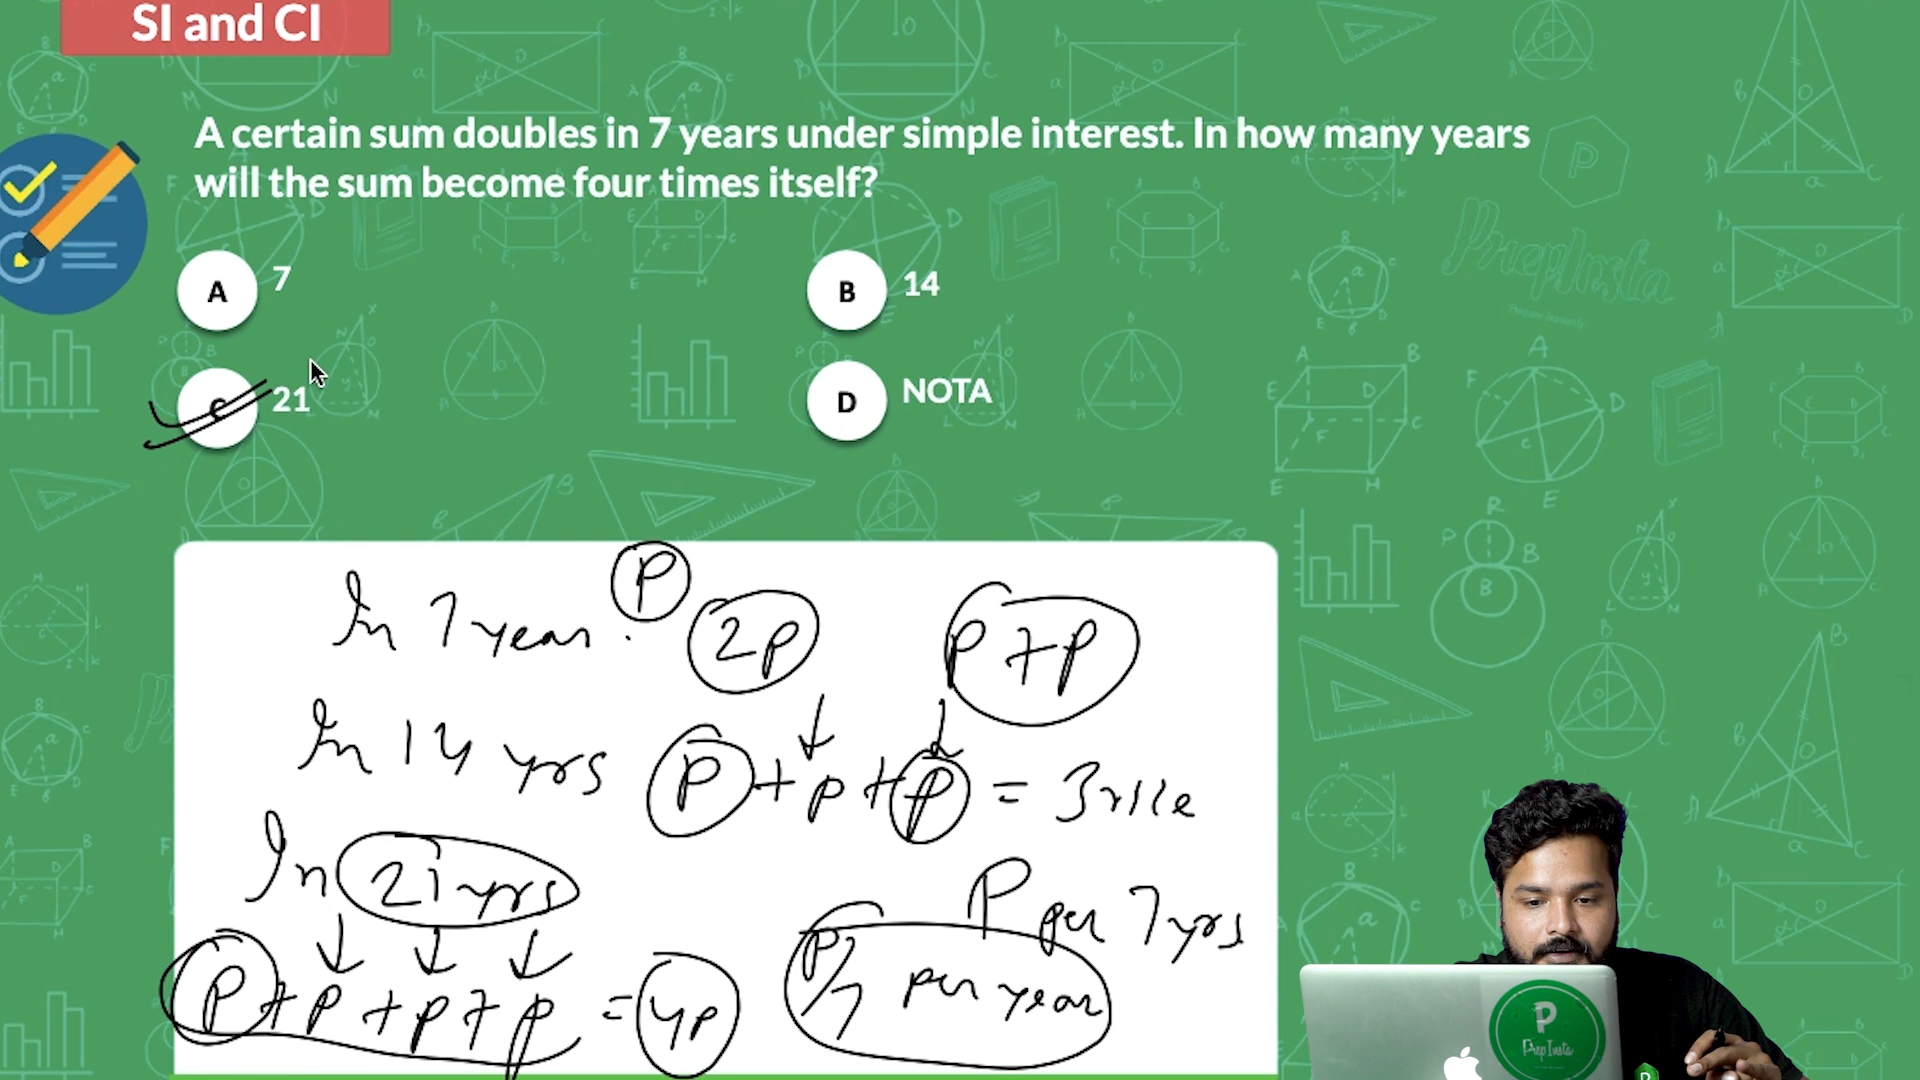 SI and CI
A certain sum doubles in 7 years under simple interest. In how many years
will the sum become four times itself?
A 7
B 14
C 21
D NOTA
In 7 year. P 2P P+P
In 14 yrs P+P+P =
In 21 yrs
P per 7 yrs
P+P+P+P = 4P
P/7 per year
PrepInsta